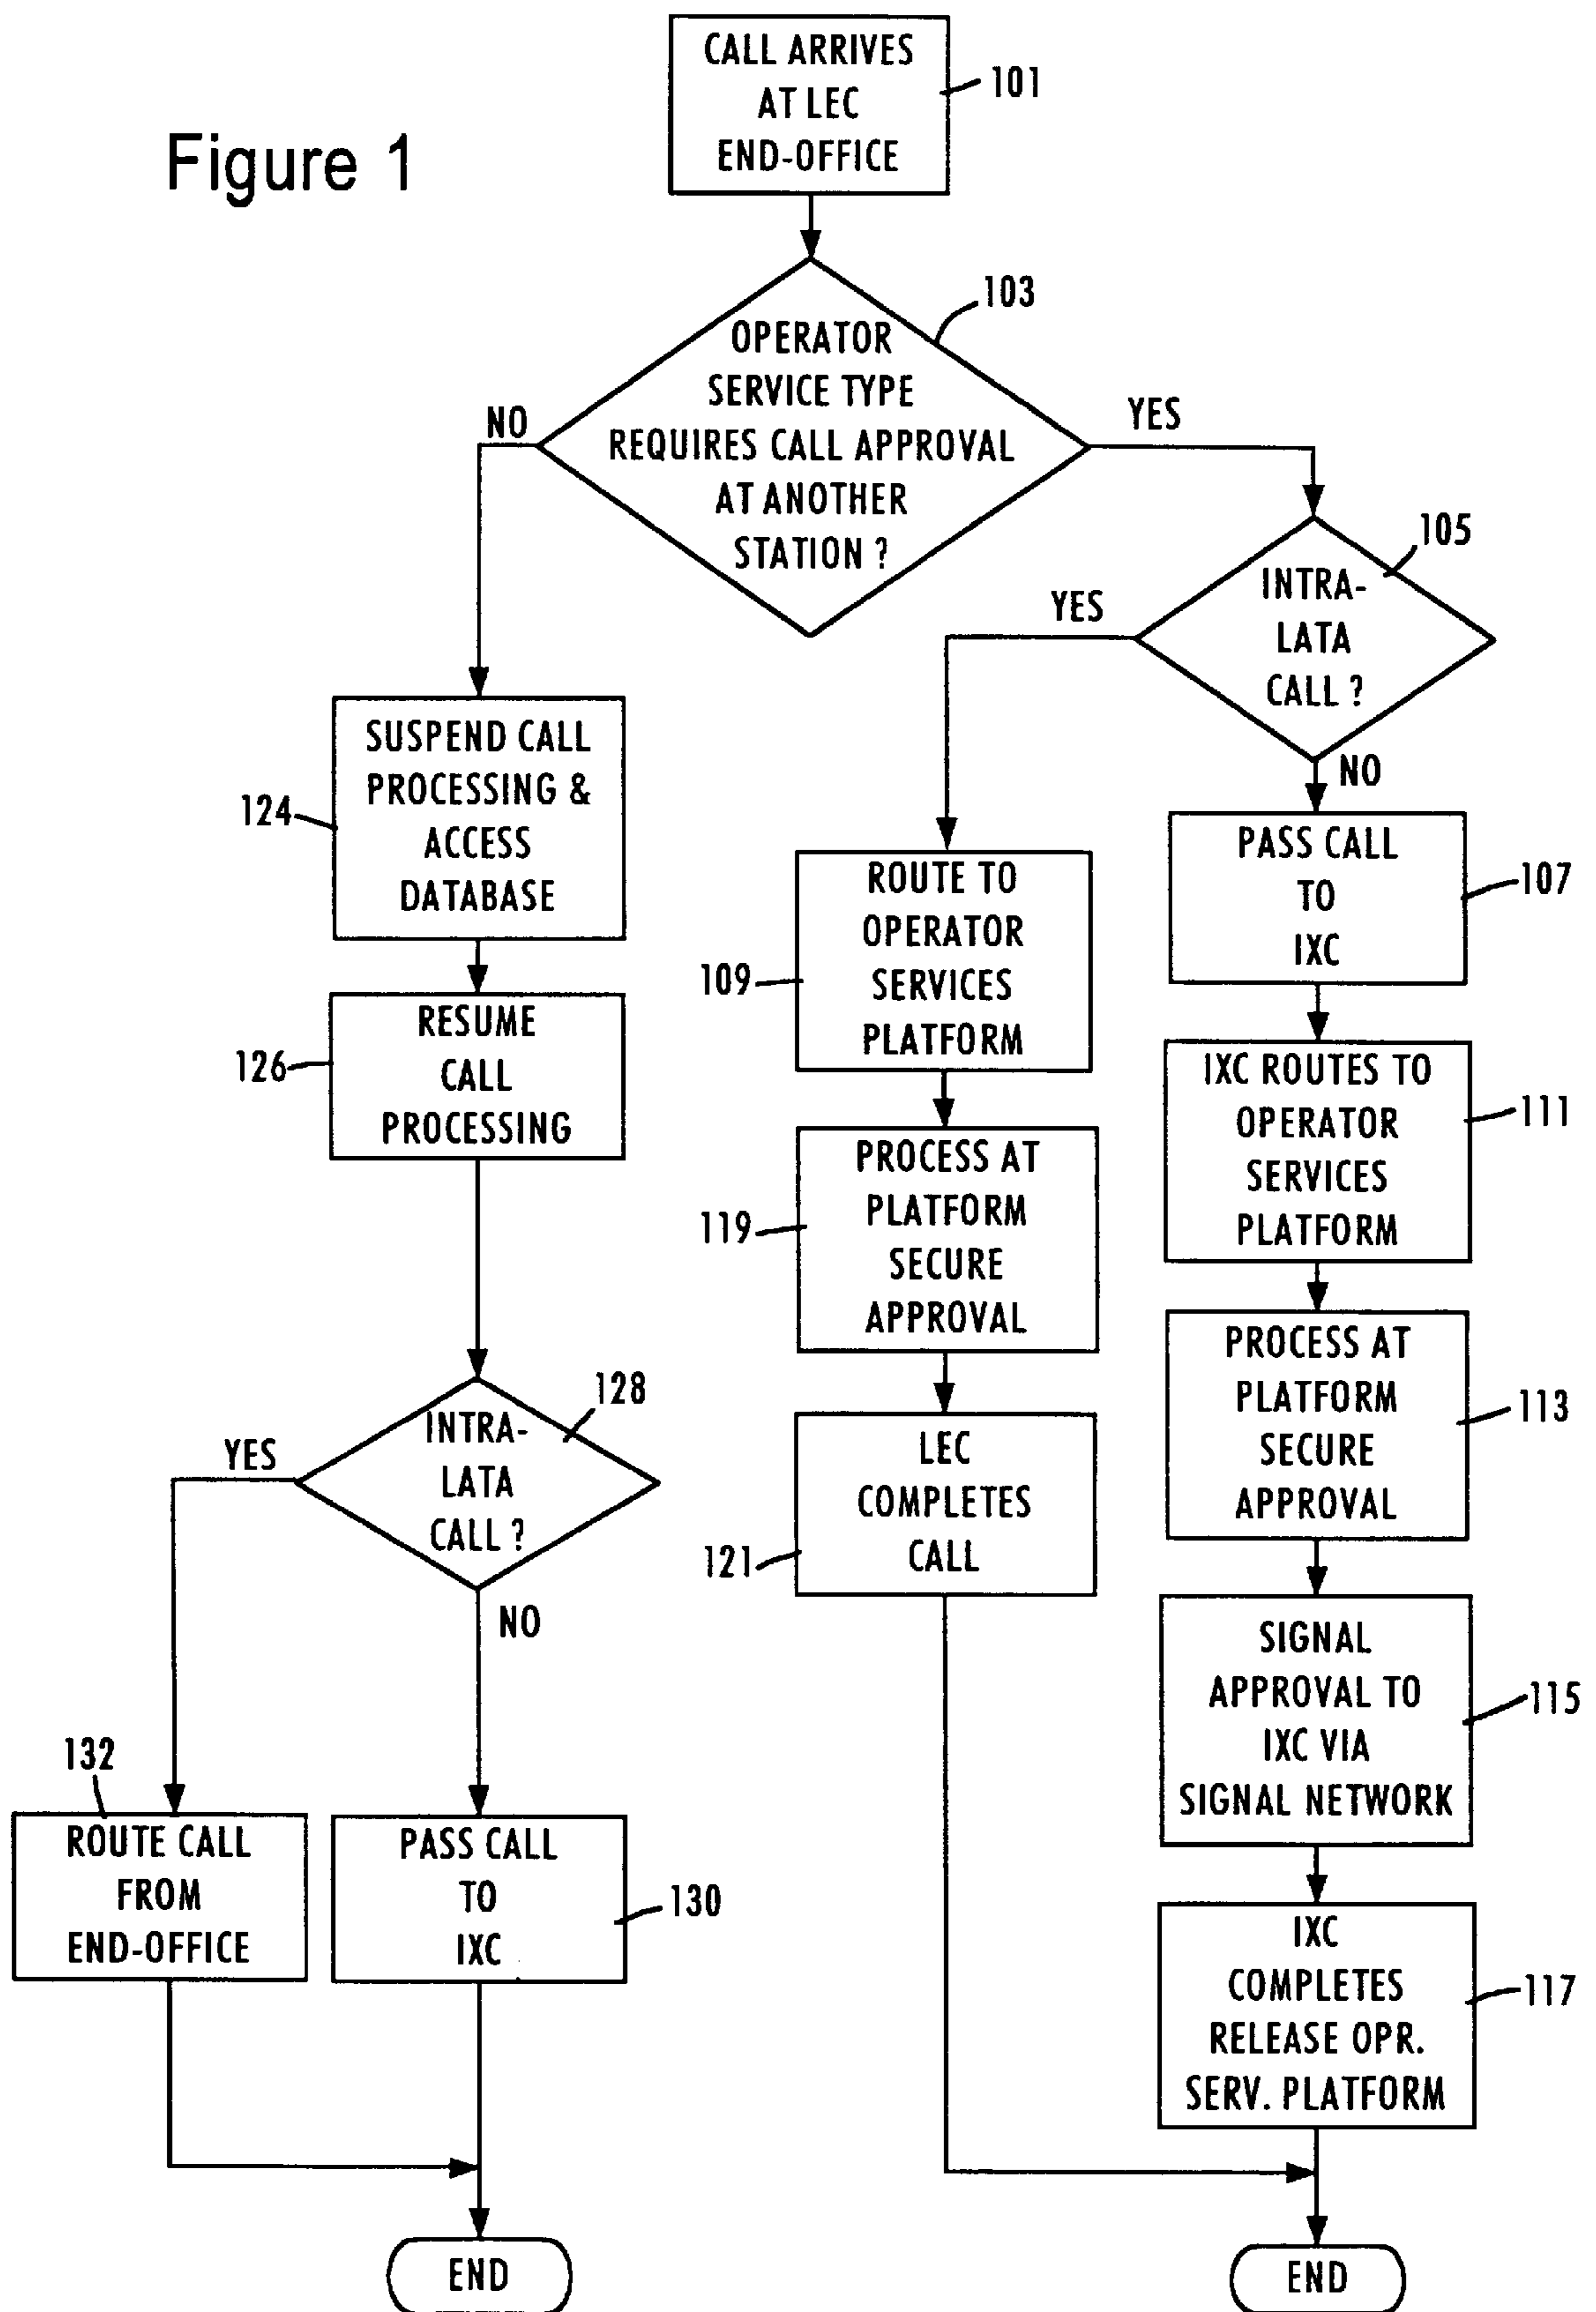 Figure 1
CALL ARRIVES
AT LEC
END-OFFICE
101
OPERATOR
SERVICE TYPE
REQUIRES CALL APPROVAL
AT ANOTHER
STATION ?
103
NO
YES
INTRA-
LATA
CALL ?
105
YES
NO
SUSPEND CALL
PROCESSING &
ACCESS
DATABASE
124
RESUME
CALL
PROCESSING
126
INTRA-
LATA
CALL ?
128
YES
NO
132
ROUTE CALL
FROM
END-OFFICE
PASS CALL
TO
IXC
130
END
ROUTE TO
OPERATOR
SERVICES
PLATFORM
109
PROCESS AT
PLATFORM
SECURE
APPROVAL
119
LEC
COMPLETES
CALL
121
PASS CALL
TO
IXC
107
IXC ROUTES TO
OPERATOR
SERVICES
PLATFORM
111
PROCESS AT
PLATFORM
SECURE
APPROVAL
113
SIGNAL
APPROVAL TO
IXC VIA
SIGNAL NETWORK
115
IXC
COMPLETES
RELEASE OPR.
SERV. PLATFORM
117
END